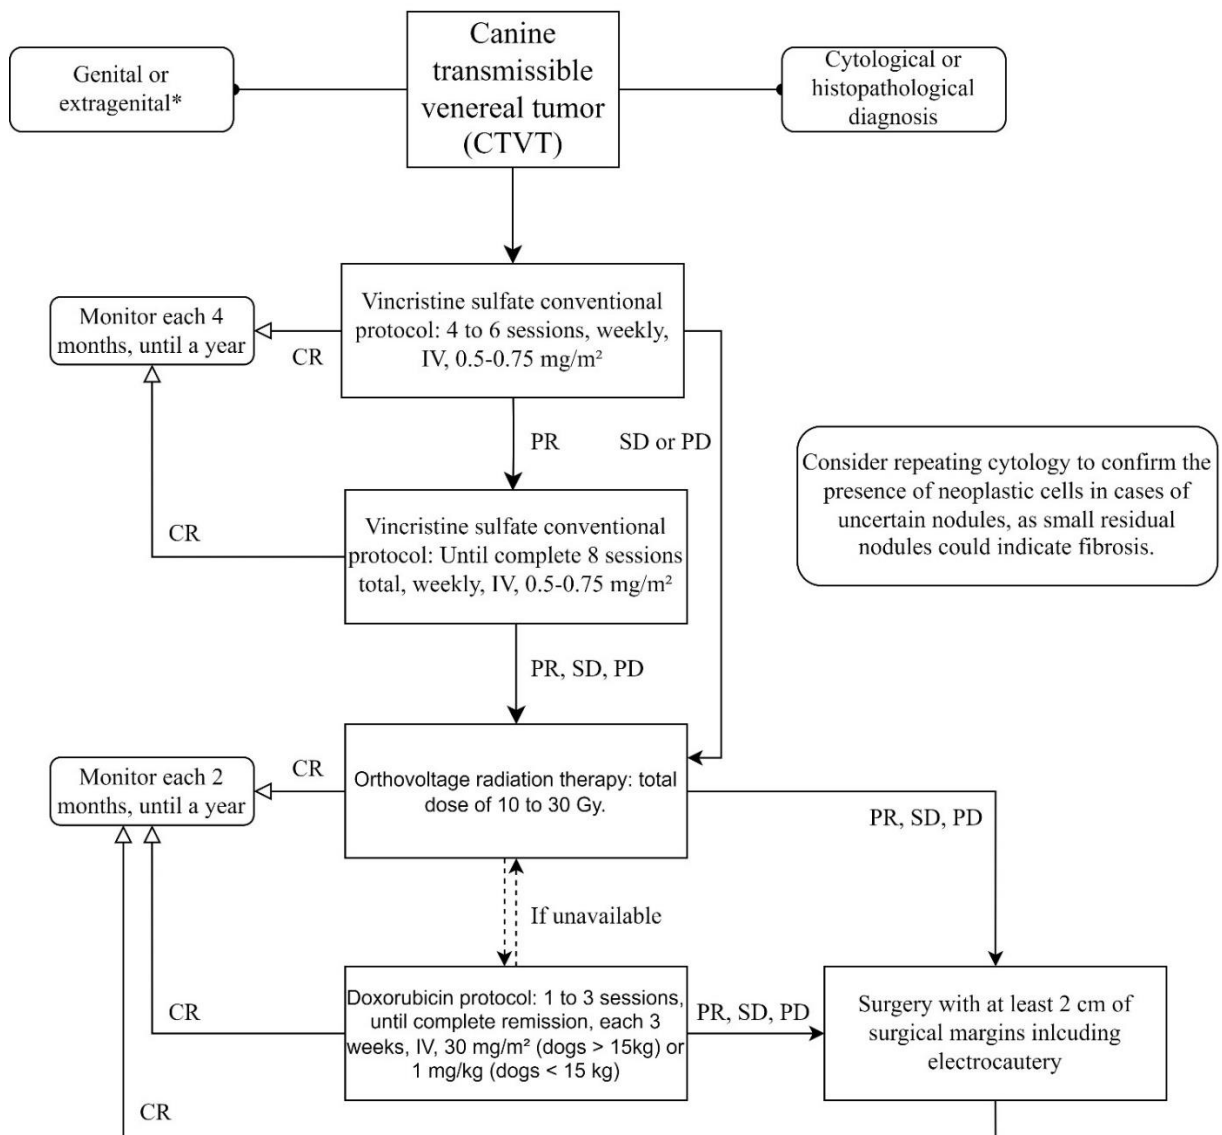 Canine
transmissible
venereal tumor
(CTVT)
Genital or
extragenital*
Cytological or
histopathological
diagnosis
Vincristine sulfate conventional
protocol: 4 to 6 sessions, weekly,
IV, 0.5-0.75 mg/m²
Monitor each 4
months, until a year
CR
PR
SD or PD
Consider repeating cytology to confirm the
presence of neoplastic cells in cases of
uncertain nodules, as small residual
nodules could indicate fibrosis.
Vincristine sulfate conventional
protocol: Until complete 8 sessions
total, weekly, IV, 0.5-0.75 mg/m²
CR
PR, SD, PD
Orthovoltage radiation therapy: total
dose of 10 to 30 Gy.
CR
Monitor each 2
months, until a year
PR, SD, PD
If unavailable
Doxorubicin protocol: 1 to 3 sessions,
until complete remission, each 3
weeks, IV, 30 mg/m² (dogs > 15kg) or
1 mg/kg (dogs < 15 kg)
CR
PR, SD, PD
Surgery with at least 2 cm of
surgical margins inlcuding
electrocautery
CR